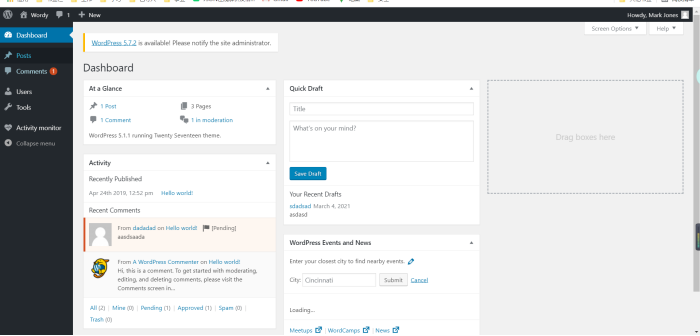 Wordy 1 + New
Howdy, Mark Jones
Screen Options ▼ Help ▼
Dashboard
Posts
Comments 1
Users
Tools
Activity monitor
Collapse menu
WordPress 5.7.2 is available! Please notify the site administrator.
Dashboard
At a Glance
1 Post
3 Pages
1 Comment
1 in moderation
WordPress 5.1.1 running Twenty Seventeen theme.
Activity
Recently Published
Apr 24th 2019, 12:52 pm Hello world!
Recent Comments
From dadadad on Hello world! [Pending]
aasdsaada
From A WordPress Commenter on Hello world!
Hi, this is a comment. To get started with moderating,
editing, and deleting comments, please visit the
Comments screen in...
All (2) | Mine (0) | Pending (1) | Approved (1) | Spam (0) |
Trash (0)
Quick Draft
Title
What's on your mind?
Save Draft
Your Recent Drafts
sdadsad March 4, 2021
asdasd
WordPress Events and News
Enter your closest city to find nearby events.
City: Cincinnati Submit Cancel
Loading...
Meetups | WordCamps | News
Drag boxes here